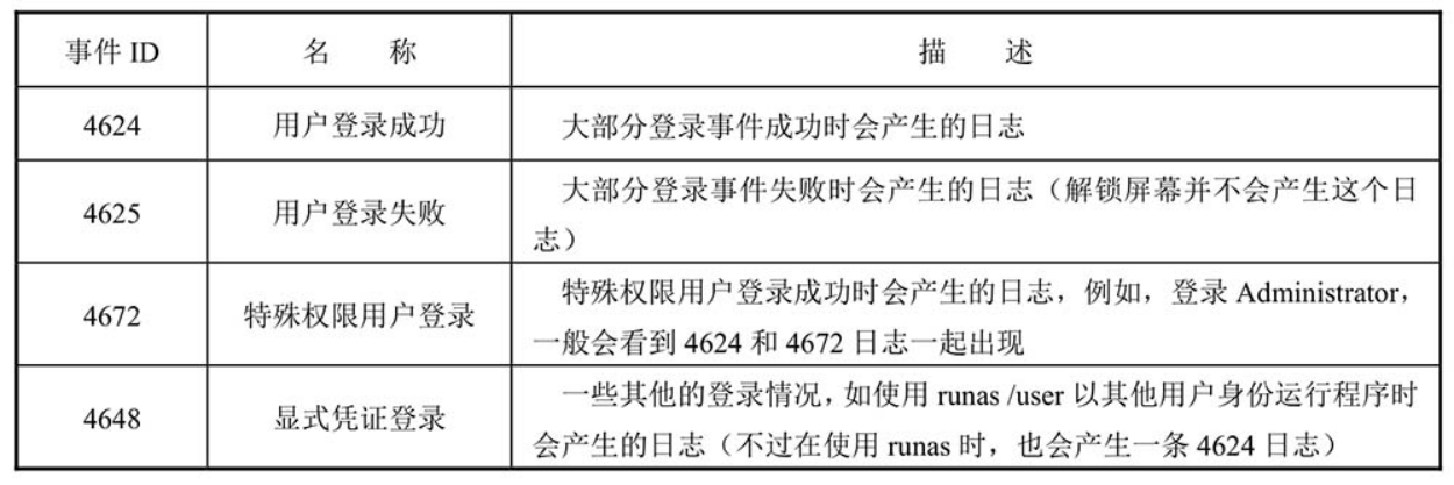 事件 ID 名 称 描 述
4624 用户登录成功 大部分登录事件成功时会产生的日志
4625 用户登录失败 大部分登录事件失败时会产生的日志（解锁屏幕并不会产生这个日
志）
4672 特殊权限用户登录 特殊权限用户登录成功时会产生的日志，例如，登录 Administrator，
一般会看到 4624 和 4672 日志一起出现
4648 显式凭证登录 一些其他的登录情况，如使用 runas /user 以其他用户身份运行程序时
会产生的日志（不过在使用 runas 时，也会产生一条 4624 日志）